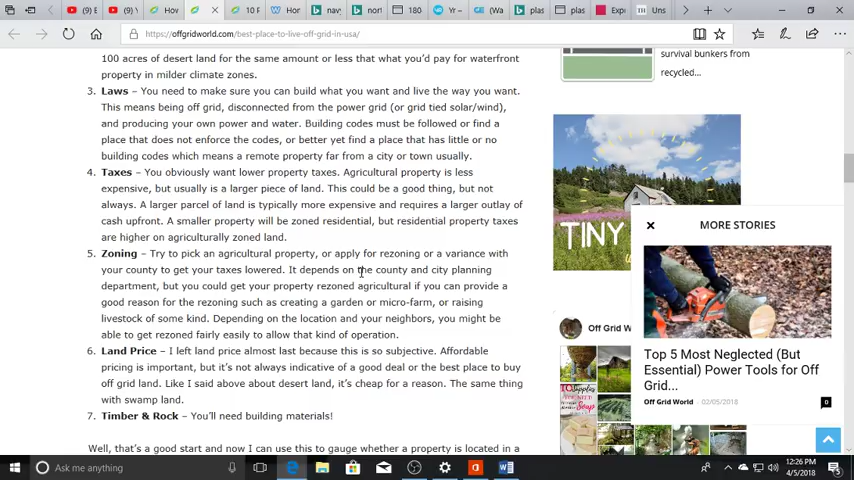 (9) E
(9) Y
Hov
10 F
Hor
nav
nor
180
Yr –
(Wa
plas
plas
Exp
Uns
https://offgridworld.com/best-place-to-live-off-grid-in-usa/
100 acres of desert land for the same amount or less that what you'd pay for waterfront
property in milder climate zones.
3. Laws – You need to make sure you can build what you want and live the way you want.
This means being off grid, disconnected from the power grid (or grid tied solar/wind),
and producing your own power and water. Building codes must be followed or find a
place that does not enforce the codes, or better yet find a place that has little or no
building codes which means a remote property far from a city or town usually.
4. Taxes – You obviously want lower property taxes. Agricultural property is less
expensive, but usually is a larger piece of land. This could be a good thing, but not
always. A larger parcel of land is typically more expensive and requires a larger outlay of
cash upfront. A smaller property will be zoned residential, but residential property taxes
are higher on agriculturally zoned land.
5. Zoning – Try to pick an agricultural property, or apply for rezoning or a variance with
your county to get your taxes lowered. It depends on the county and city planning
department, but you could get your property rezoned agricultural if you can provide a
good reason for the rezoning such as creating a garden or micro-farm, or raising
livestock of some kind. Depending on the location and your neighbors, you might be
able to get rezoned fairly easily to allow that kind of operation.
6. Land Price – I left land price almost last because this is so subjective. Affordable
pricing is important, but it's not always indicative of a good deal or the best place to buy
off grid land. Like I said above about desert land, it's cheap for a reason. The same thing
with swamp land.
7. Timber & Rock – You'll need building materials!
Well, that's a good start and now I can use this to gauge whether a property is located in a
survival bunkers from
recycled...
TINY
MORE STORIES
Top 5 Most Neglected (But
Essential) Power Tools for Off
Grid...
Off Grid World - 02/05/2018
0
Off Grid W
Soap
Ask me anything
12:26 PM
4/5/2018